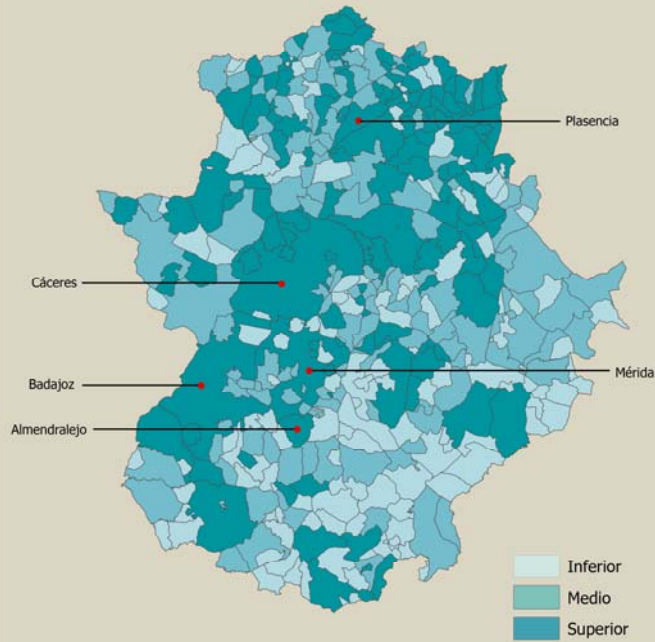 Plasencia
Cáceres
Mérida
Badajoz
Almendralejo
Inferior
Medio
Superior